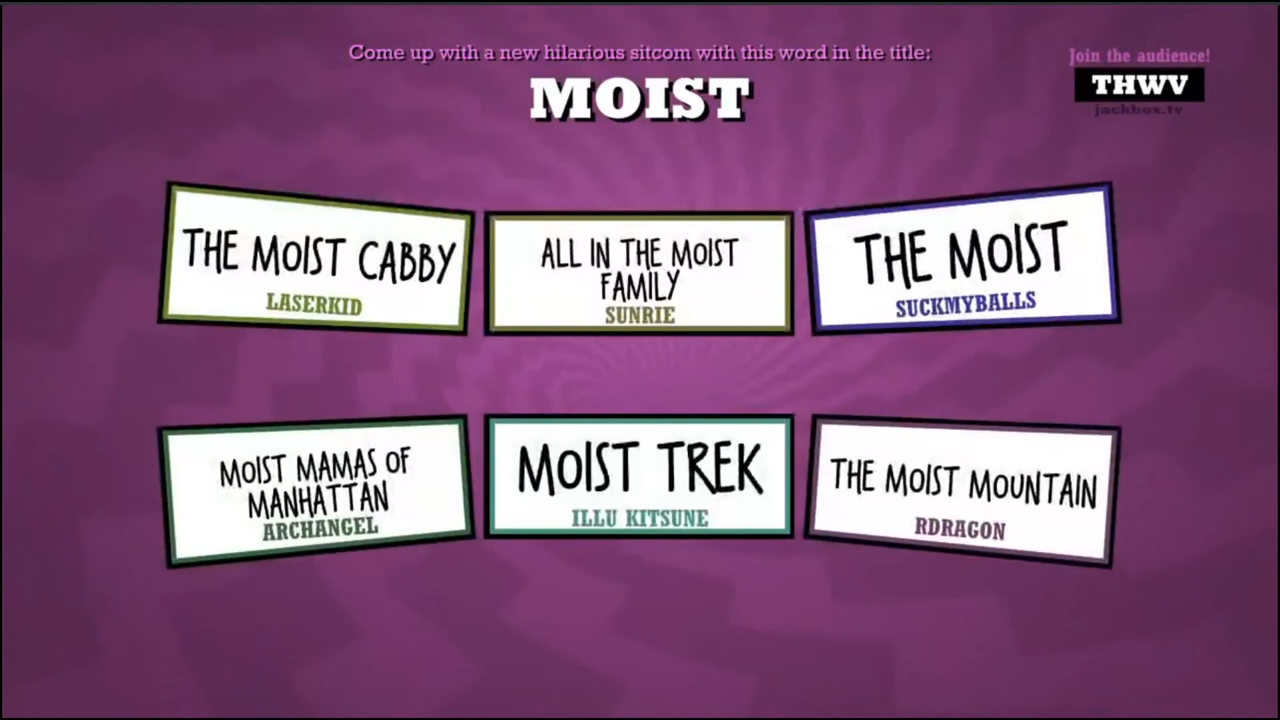 Come up with a new hilarious sitcom with this word in the title:
MOIST
Join the audience!
THWV
jackbox.tv
THE MOIST CABBY
LASERKID
ALL IN THE MOIST
FAMILY
SUNRIE
THE MOIST
SUCKMYBALLS
MOIST MAMAS OF
MANHATTAN
ARCHANGEL
MOIST TREK
ILLU KITSUNE
THE MOIST MOUNTAIN
RDRAGON